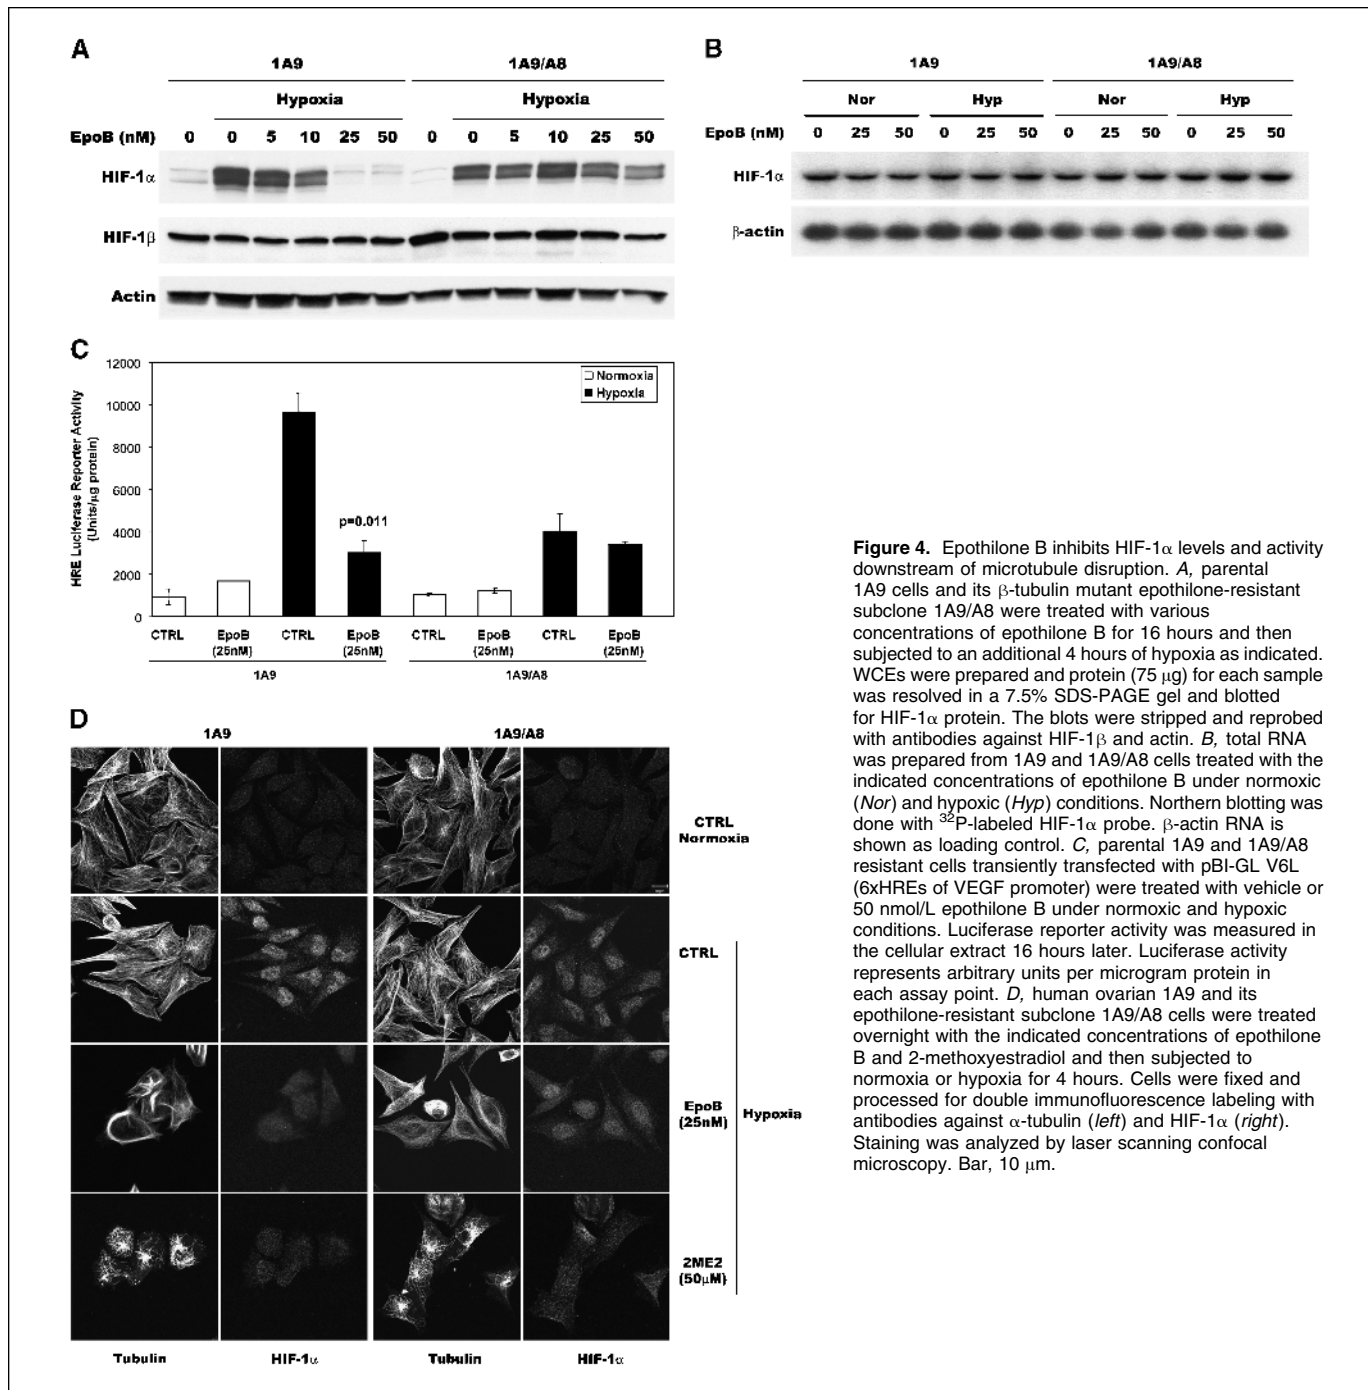 A
1A9 1A9/A8
Hypoxia Hypoxia
EpoB (nM) 0 0 5 10 25 50 0 0 5 10 25 50
HIF-1α
HIF-1β
Actin
B
1A9 1A9/A8
Nor Hyp Nor Hyp
EpoB (nM) 0 25 50 0 25 50 0 25 50 0 25 50
HIF-1α
β-actin
C
HRE Luciferase Reporter Activity
(Units/µg protein)
12000
10000
8000
6000
4000
2000
0
Normoxia
Hypoxia
p=0.011
CTRL EpoB CTRL EpoB CTRL EpoB CTRL EpoB
(25nM) (25nM) (25nM) (25nM)
1A9 1A9/A8
D
1A9 1A9/A8
CTRL
Normoxia
CTRL
EpoB
(25nM)
Hypoxia
2ME2
(50µM)
Tubulin HIF-1α Tubulin HIF-1α
Figure 4. Epothilone B inhibits HIF-1α levels and activity
downstream of microtubule disruption. A, parental
1A9 cells and its β-tubulin mutant epothilone-resistant
subclone 1A9/A8 were treated with various
concentrations of epothilone B for 16 hours and then
subjected to an additional 4 hours of hypoxia as indicated.
WCEs were prepared and protein (75 µg) for each sample
was resolved in a 7.5% SDS-PAGE gel and blotted
for HIF-1α protein. The blots were stripped and reprobed
with antibodies against HIF-1β and actin. B, total RNA
was prepared from 1A9 and 1A9/A8 cells treated with the
indicated concentrations of epothilone B under normoxic
(Nor) and hypoxic (Hyp) conditions. Northern blotting was
done with ³²P-labeled HIF-1α probe. β-actin RNA is
shown as loading control. C, parental 1A9 and 1A9/A8
resistant cells transiently transfected with pBI-GL V6L
(6xHREs of VEGF promoter) were treated with vehicle or
50 nmol/L epothilone B under normoxic and hypoxic
conditions. Luciferase reporter activity was measured in
the cellular extract 16 hours later. Luciferase activity
represents arbitrary units per microgram protein in
each assay point. D, human ovarian 1A9 and its
epothilone-resistant subclone 1A9/A8 cells were treated
overnight with the indicated concentrations of epothilone
B and 2-methoxyestradiol and then subjected to
normoxia or hypoxia for 4 hours. Cells were fixed and
processed for double immunofluorescence labeling with
antibodies against α-tubulin (left) and HIF-1α (right).
Staining was analyzed by laser scanning confocal
microscopy. Bar, 10 µm.